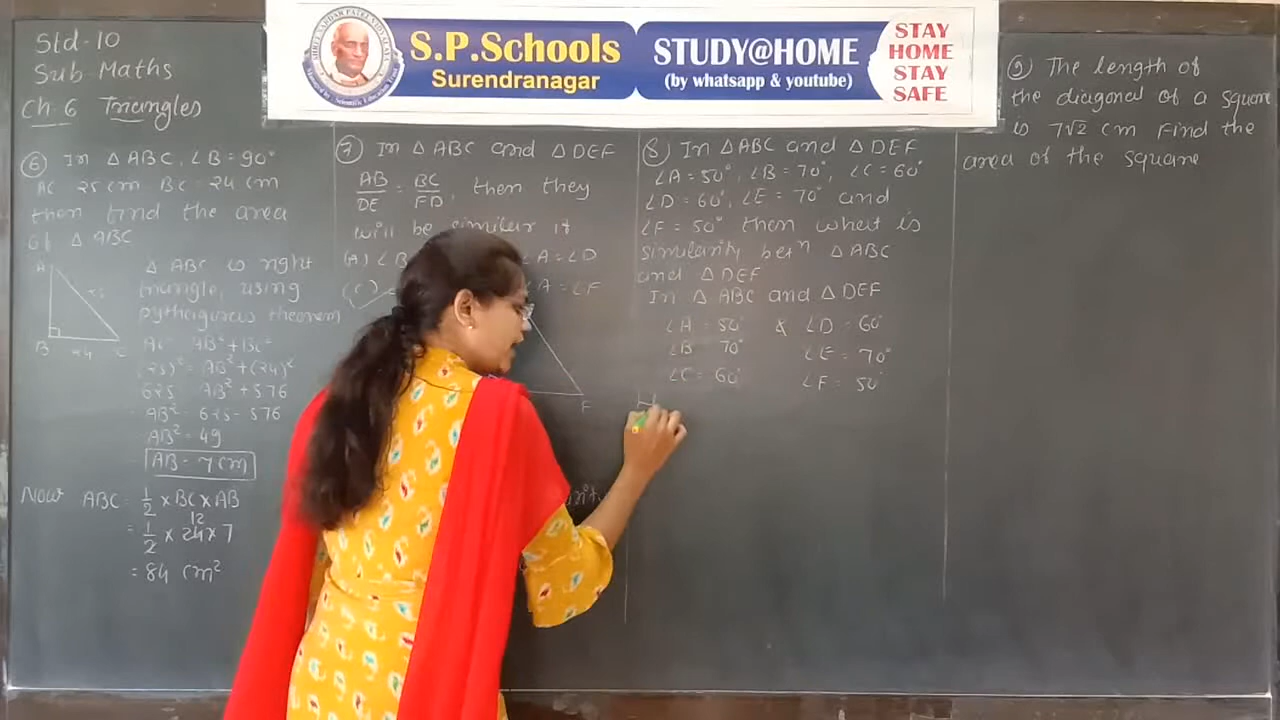 Std-10
Sub Maths
Ch 6 Triangles
S.P.Schools
Surendranagar
STUDY@HOME
(by whatsapp & youtube)
STAY
HOME
STAY
SAFE
⑥ In △ ABC, ∠B = 90°
AC 25 cm BC = 24 cm
then find the area
of △ ABC
A
25
B 24 C
△ ABC is right
triangle, using
pythagoras theorem
AC² AB² + BC²
(25)² = AB² + (24)²
625 = AB² + 576
AB² = 625 - 576
AB² = 49
AB = 7 cm
Now ABC = 1/2 × BC × AB
= 1/2 × 24 × 7
12
= 84 cm²
⑦ In △ ABC and △ DEF
AB/DE = BC/FD, then they
will be similar if
(A) ∠B ∠A = ∠D
(C) ∠A = ∠F
F
⑧ In △ABC and △ DEF
∠A = 50°, ∠B = 70°, ∠C = 60°
∠D = 60°, ∠E = 70° and
∠F = 50° then what is
similarity betⁿ △ ABC
and △ DEF
In △ ABC and △ DEF
∠A = 50° & ∠D = 60°
∠B = 70° ∠E = 70°
∠C = 60° ∠F = 50°
⑨ The length of
the diagonal of a square
is 7√2 cm Find the
area of the square